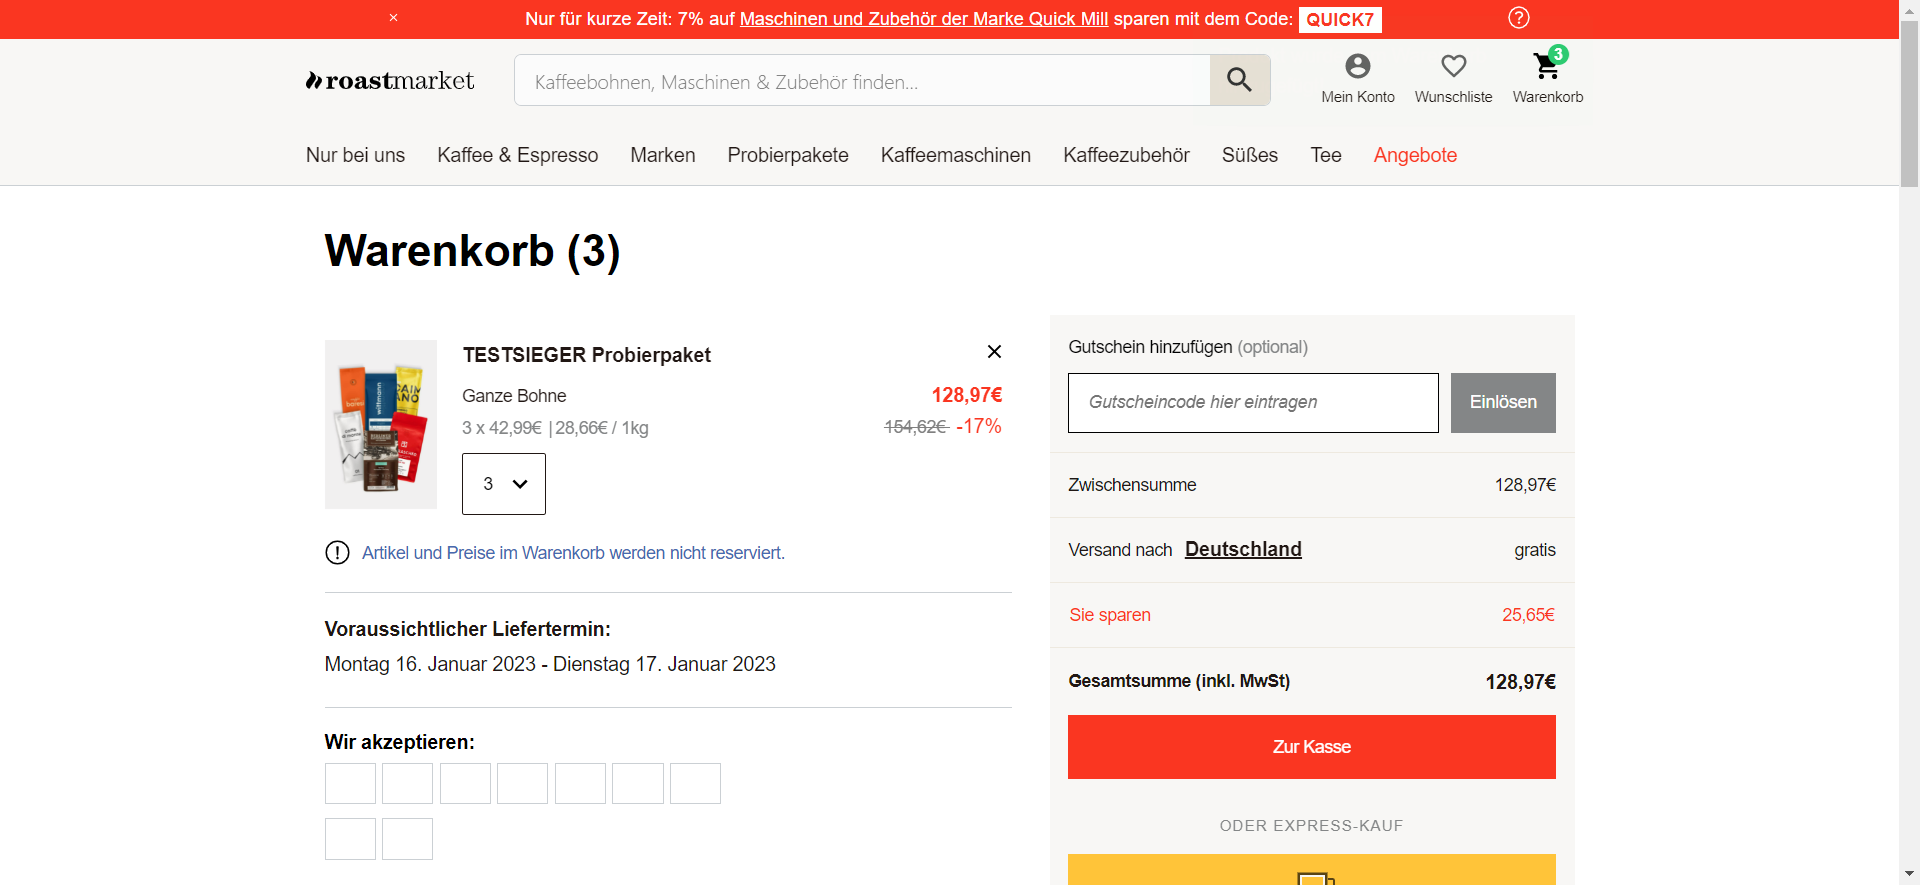 × Nur für kurze Zeit: 7% auf Maschinen und Zubehör der Marke Quick Mill sparen mit dem Code: QUICK7 ?
roastmarket
Kaffeebohnen, Maschinen & Zubehör finden...
3
Mein Konto Wunschliste Warenkorb
Nur bei uns Kaffee & Espresso Marken Probierpakete Kaffeemaschinen Kaffeezubehör Süßes Tee Angebote
Warenkorb (3)
TESTSIEGER Probierpaket
Ganze Bohne 128,97€
3 x 42,99€ | 28,66€ / 1kg 154,62€ -17%
3
Artikel und Preise im Warenkorb werden nicht reserviert.
Voraussichtlicher Liefertermin:
Montag 16. Januar 2023 - Dienstag 17. Januar 2023
Wir akzeptieren:
Gutschein hinzufügen (optional)
Gutscheincode hier eintragen Einlösen
Zwischensumme 128,97€
Versand nach Deutschland gratis
Sie sparen 25,65€
Gesamtsumme (inkl. MwSt) 128,97€
Zur Kasse
ODER EXPRESS-KAUF